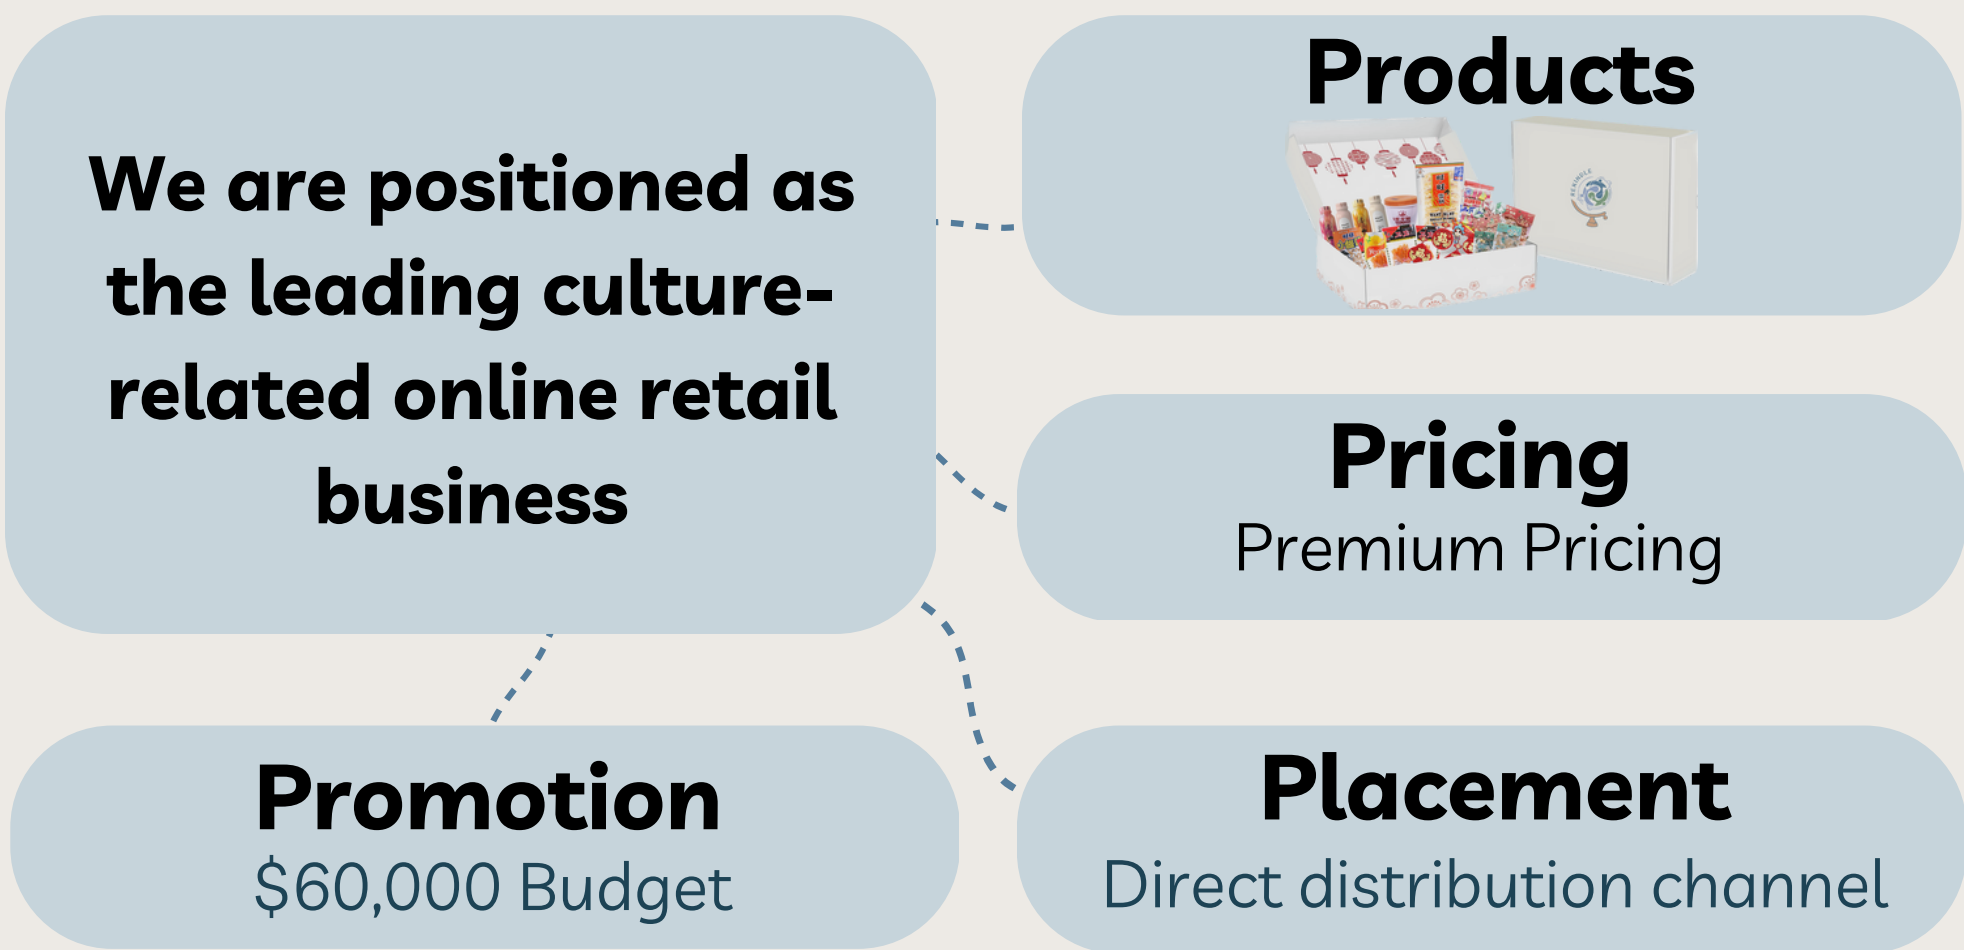 We are positioned as
the leading culture-
related online retail
business
Products
Pricing
Premium Pricing
Promotion
$60,000 Budget
Placement
Direct distribution channel